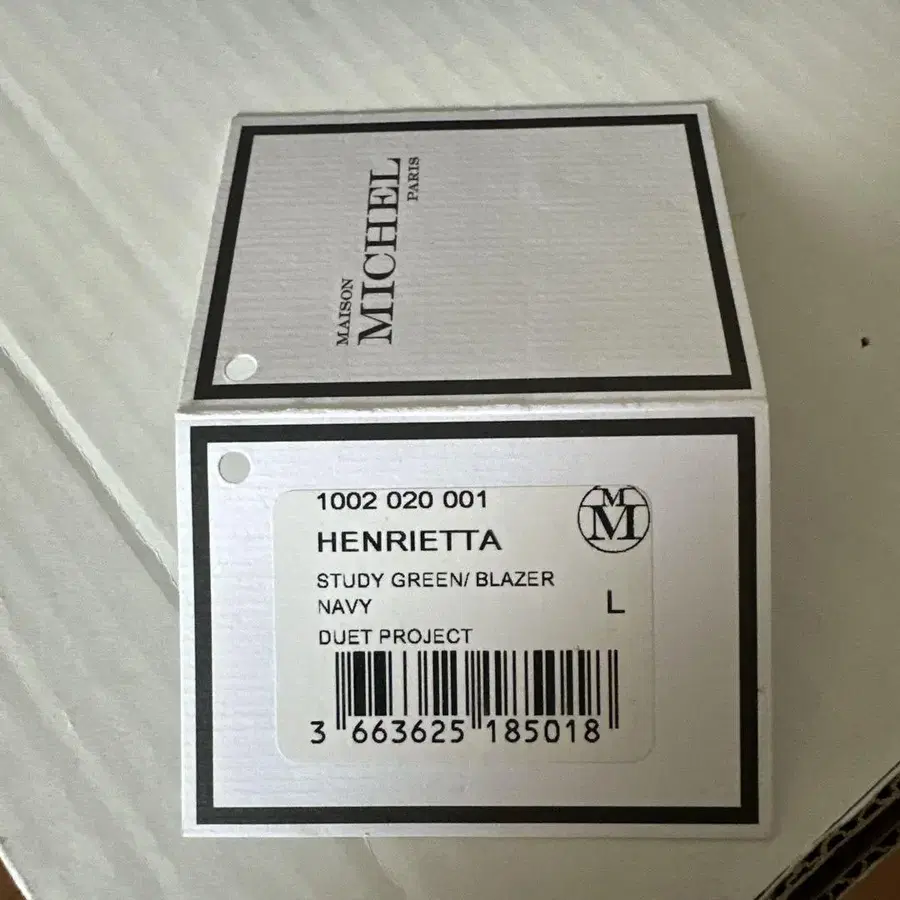 MAISON
MICHEL
PARIS
1002 020 001
M
M
HENRIETTA
STUDY GREEN/ BLAZER
NAVY
L
DUET PROJECT
3 663625 185018